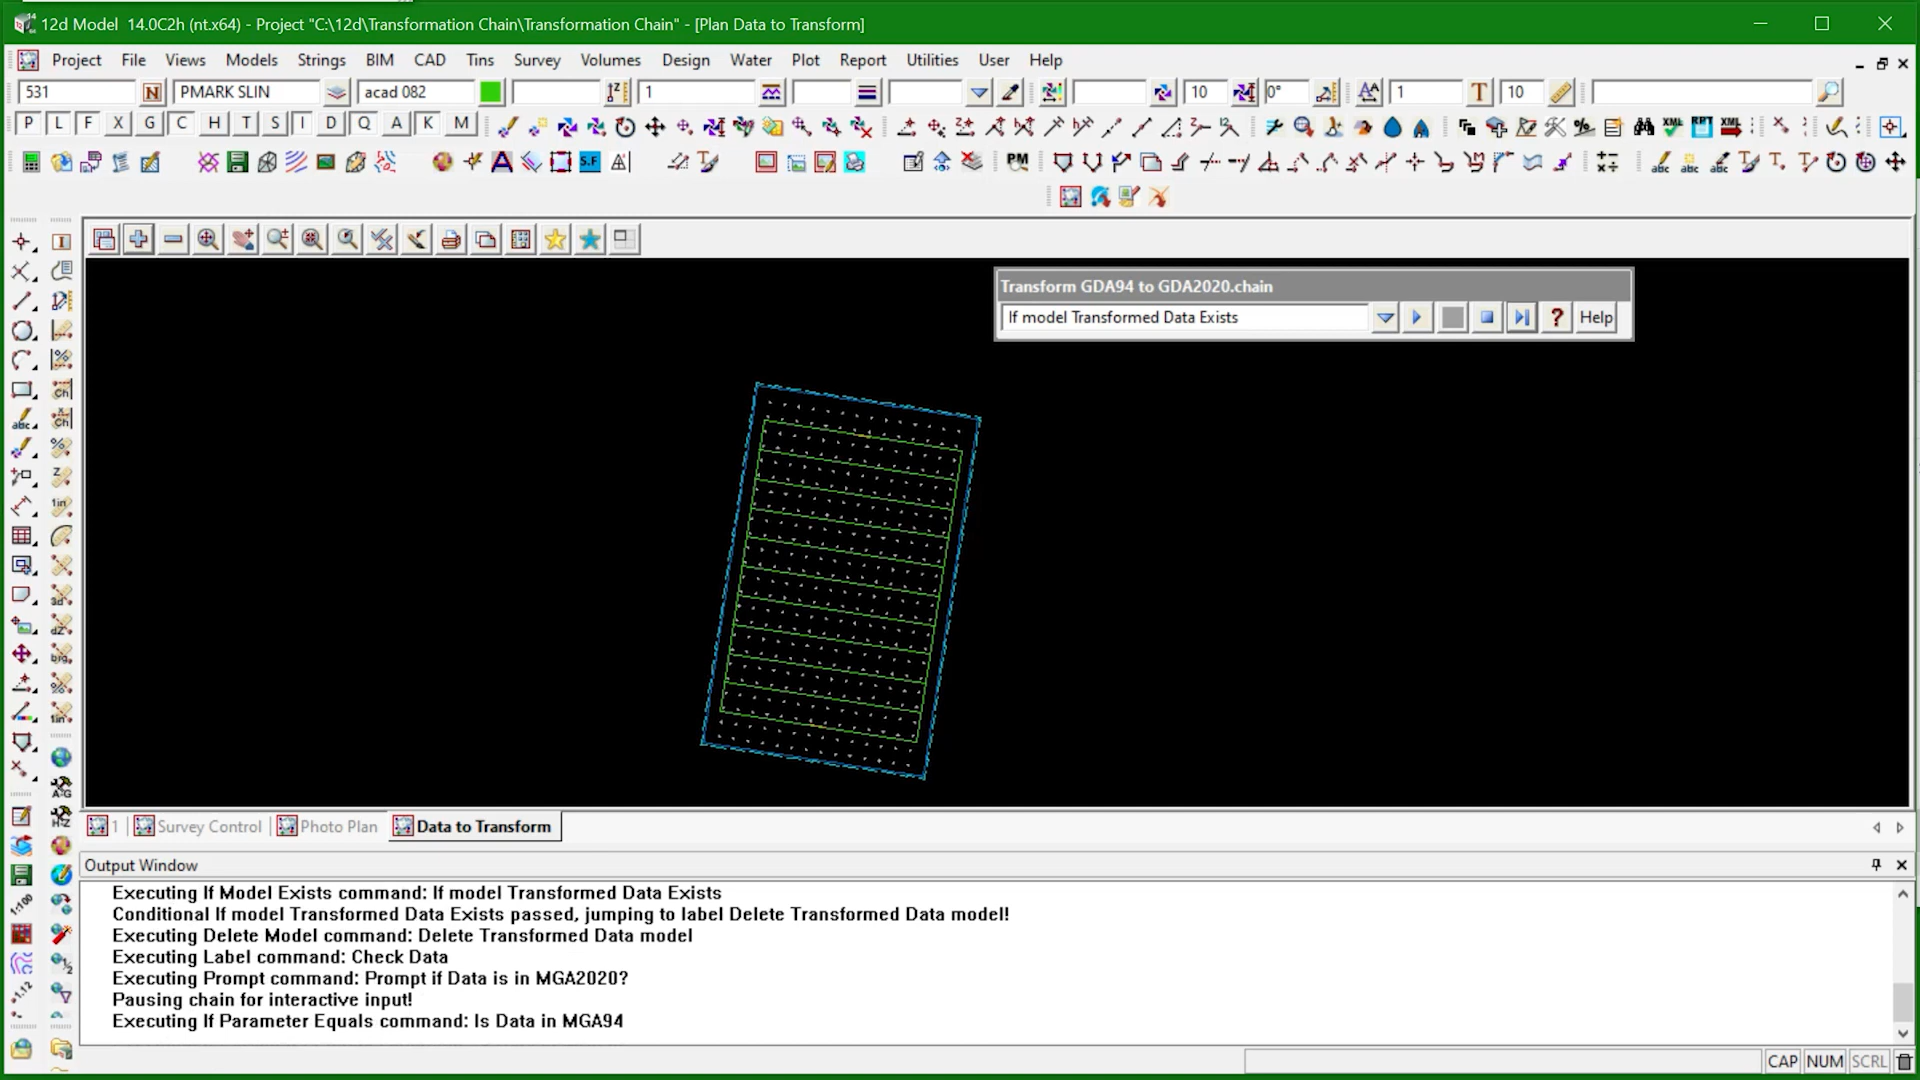 12d Model 14.0C2h (nt.x64) - Project "C:\12d\Transformation Chain\Transformation Chain" - [Plan Data to Transform]
Project File Views Models Strings BIM CAD Tins Survey Volumes Design Water Plot Report Utilities User Help
531 N PMARK SLIN acad 082 1 10 0° 1 T 10
P L F X G C H T S I D Q A K M
A S.F PM
Transform GDA94 to GDA2020.chain
If model Transformed Data Exists ? Help
1 Survey Control Photo Plan Data to Transform
Output Window
Executing If Model Exists command: If model Transformed Data Exists
Conditional If model Transformed Data Exists passed, jumping to label Delete Transformed Data model!
Executing Delete Model command: Delete Transformed Data model
Executing Label command: Check Data
Executing Prompt command: Prompt if Data is in MGA2020?
Pausing chain for interactive input!
Executing If Parameter Equals command: Is Data in MGA94
CAP NUM SCRL